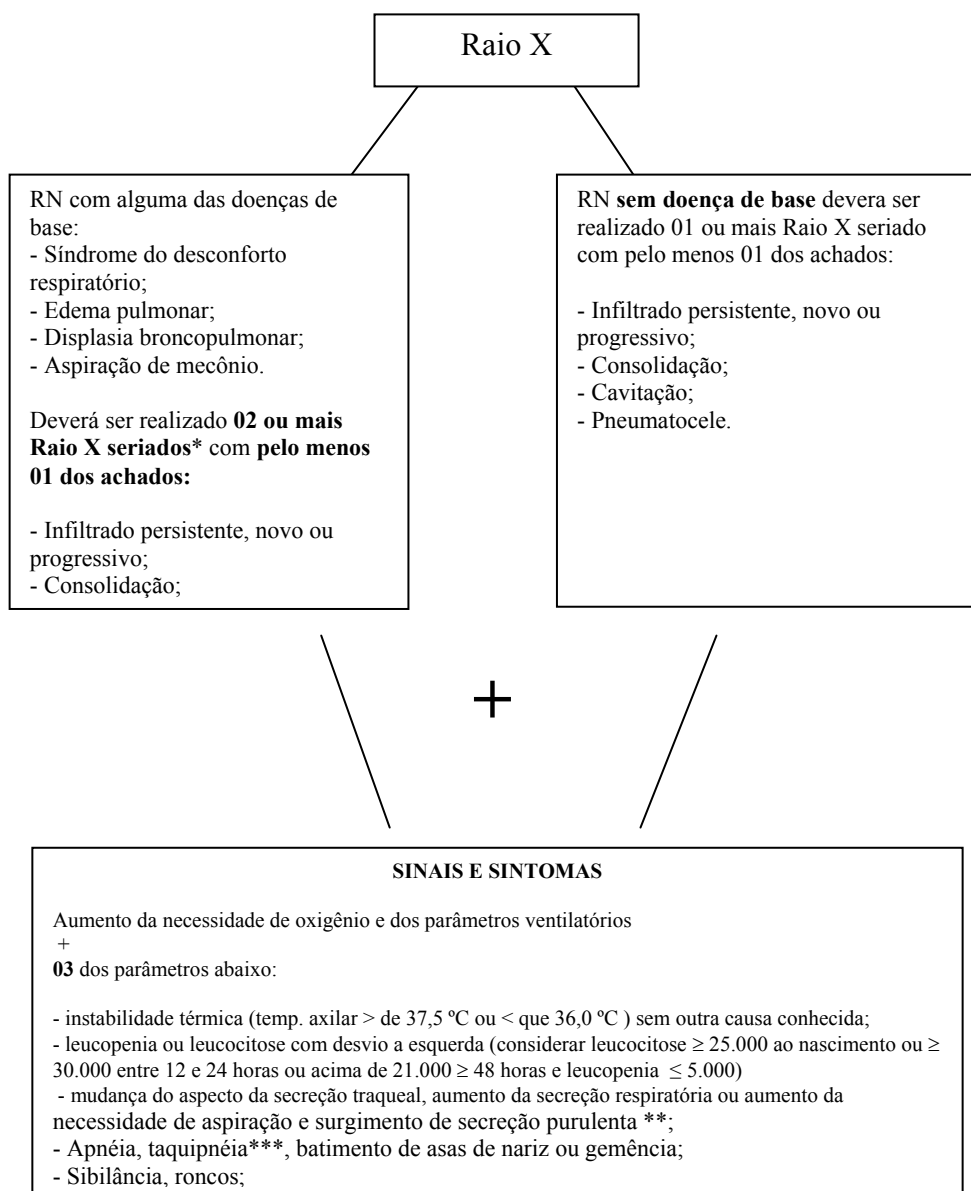 Raio X
RN com alguma das doenças de
base:
- Síndrome do desconforto
respiratório;
- Edema pulmonar;
- Displasia broncopulmonar;
- Aspiração de mecônio.
Deverá ser realizado 02 ou mais
Raio X seriados* com pelo menos
01 dos achados:
- Infiltrado persistente, novo ou
progressivo;
- Consolidação;
RN sem doença de base devera ser
realizado 01 ou mais Raio X seriado
com pelo menos 01 dos achados:
- Infiltrado persistente, novo ou
progressivo;
- Consolidação;
- Cavitação;
- Pneumatocele.
+
SINAIS E SINTOMAS
Aumento da necessidade de oxigênio e dos parâmetros ventilatórios
+
03 dos parâmetros abaixo:
- instabilidade térmica (temp. axilar > de 37,5 ºC ou < que 36,0 ºC ) sem outra causa conhecida;
- leucopenia ou leucocitose com desvio a esquerda (considerar leucocitose ≥ 25.000 ao nascimento ou ≥
30.000 entre 12 e 24 horas ou acima de 21.000 ≥ 48 horas e leucopenia ≤ 5.000)
- mudança do aspecto da secreção traqueal, aumento da secreção respiratória ou aumento da
necessidade de aspiração e surgimento de secreção purulenta **;
- Apnéia, taquipnéia***, batimento de asas de nariz ou gemência;
- Sibilância, roncos;